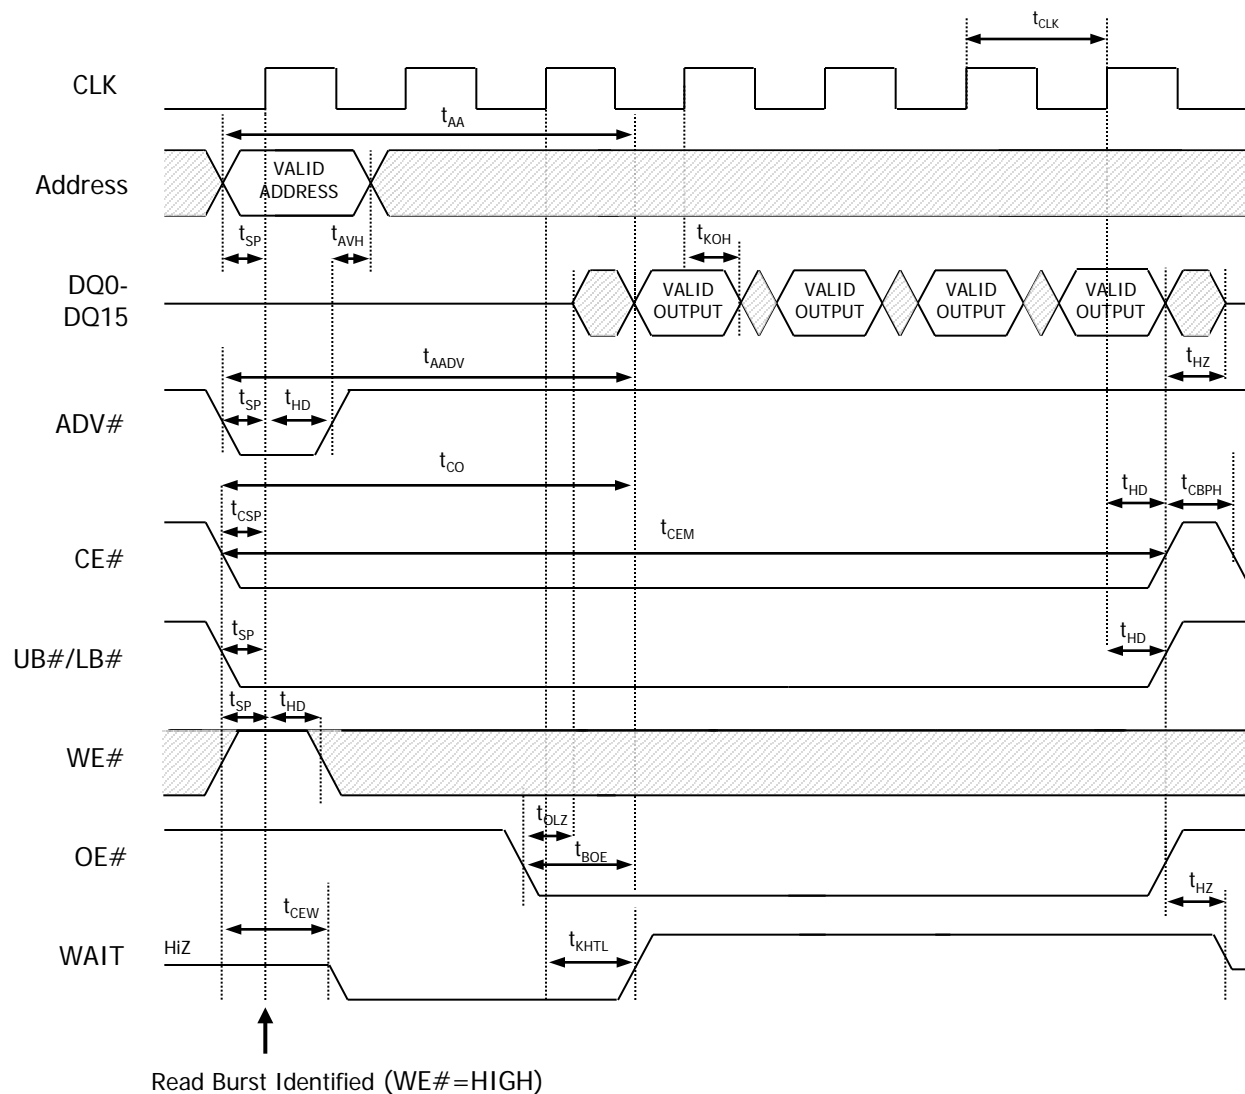 tCLK
CLK
tAA
Address
VALID
ADDRESS
tSP
tAVH
tKOH
DQ0-
DQ15
VALID
OUTPUT
VALID
OUTPUT
VALID
OUTPUT
VALID
OUTPUT
tAADV
tHZ
ADV#
tSP
tHD
tCO
tCSP
tHD
tCBPH
CE#
tCEM
UB#/LB#
tSP
tHD
tSP
tHD
WE#
tOLZ
OE#
tBOE
tHZ
tCEW
WAIT
HiZ
tKHTL
Read Burst Identified (WE#=HIGH)